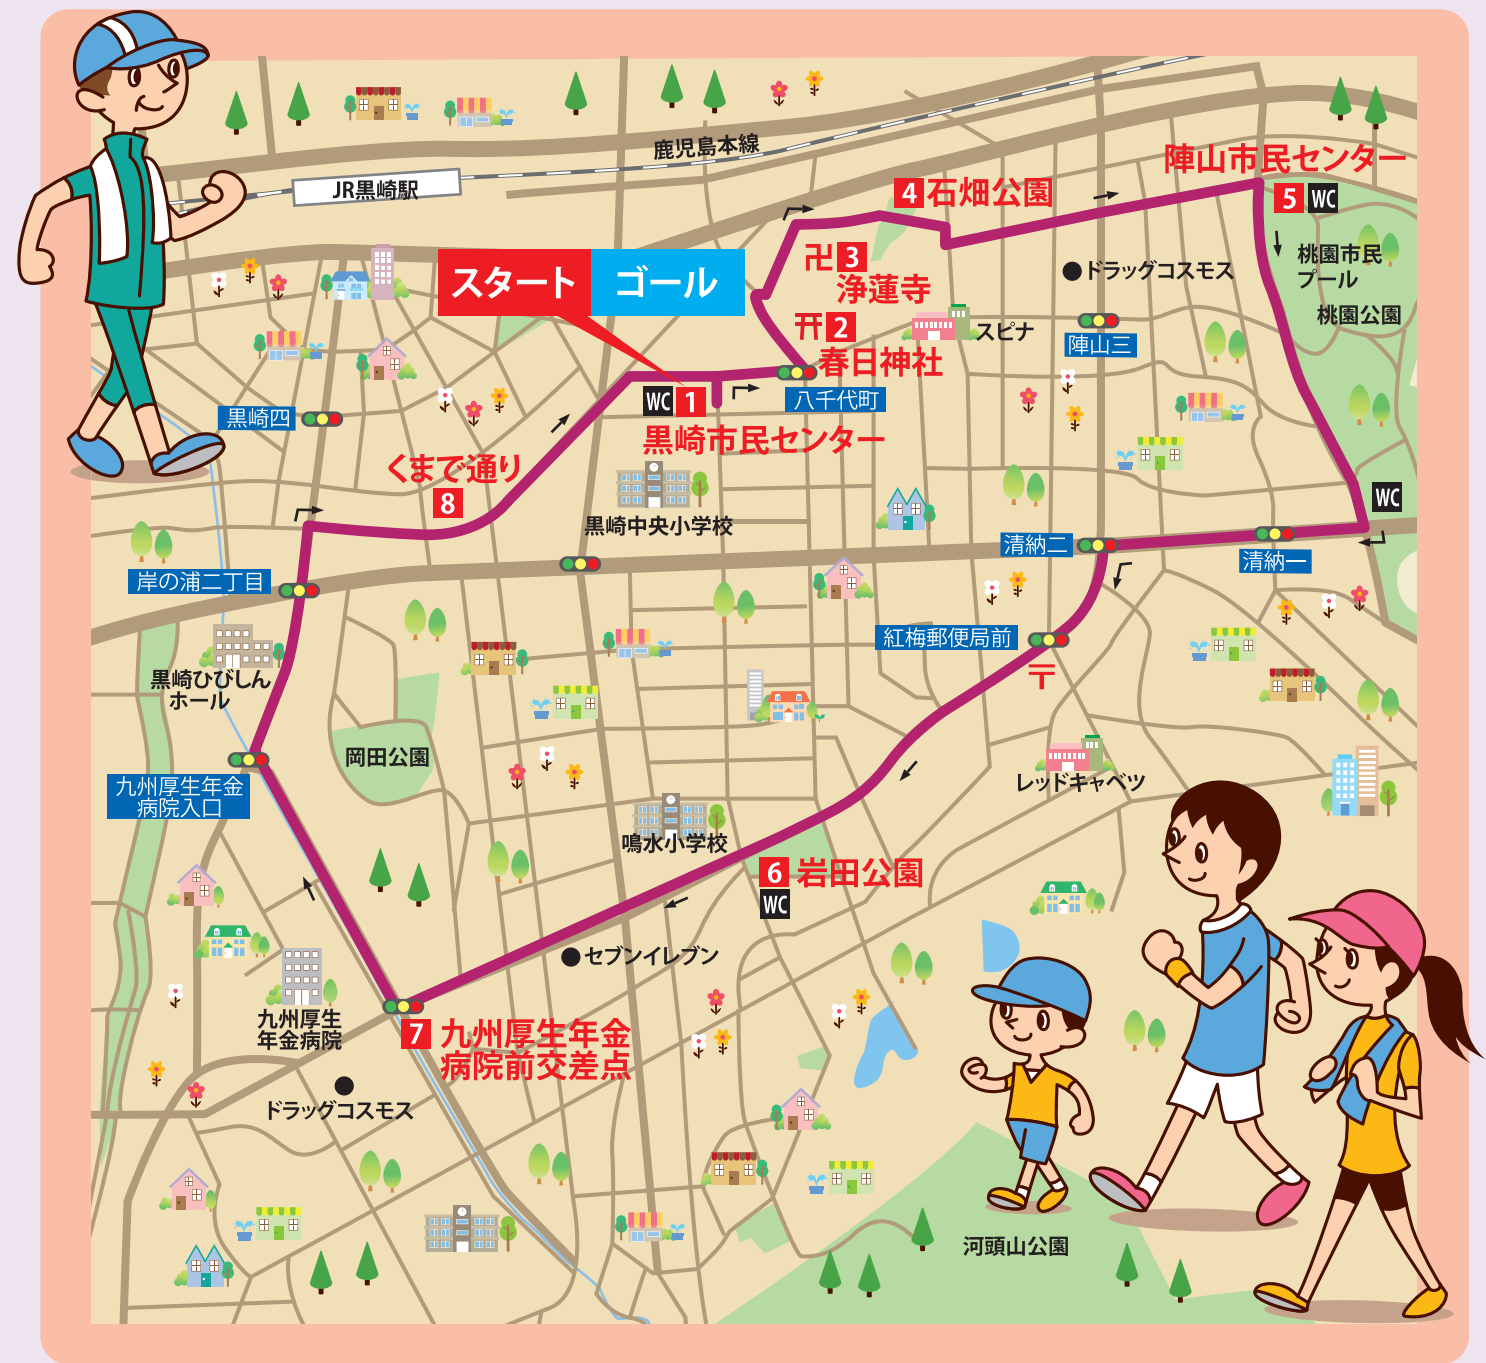 鹿児島本線
JR黒崎駅
陣山市民センター
5 WC
4 石畑公園
卍 3
浄蓮寺
桃園市民
プール
桃園公園
ドラッグコスモス
スタート ゴール
2
春日神社
スピナ
陣山三
八千代町
WC 1
黒崎市民センター
黒崎四
くまで通り
8
WC
黒崎中央小学校
清納二
清納一
岸の浦二丁目
紅梅郵便局前
〒
黒崎ひびしん
ホール
岡田公園
九州厚生年金
病院入口
レッドキャベツ
鳴水小学校
6 岩田公園
WC
セブンイレブン
九州厚生
年金病院
7 九州厚生年金
病院前交差点
ドラッグコスモス
河頭山公園